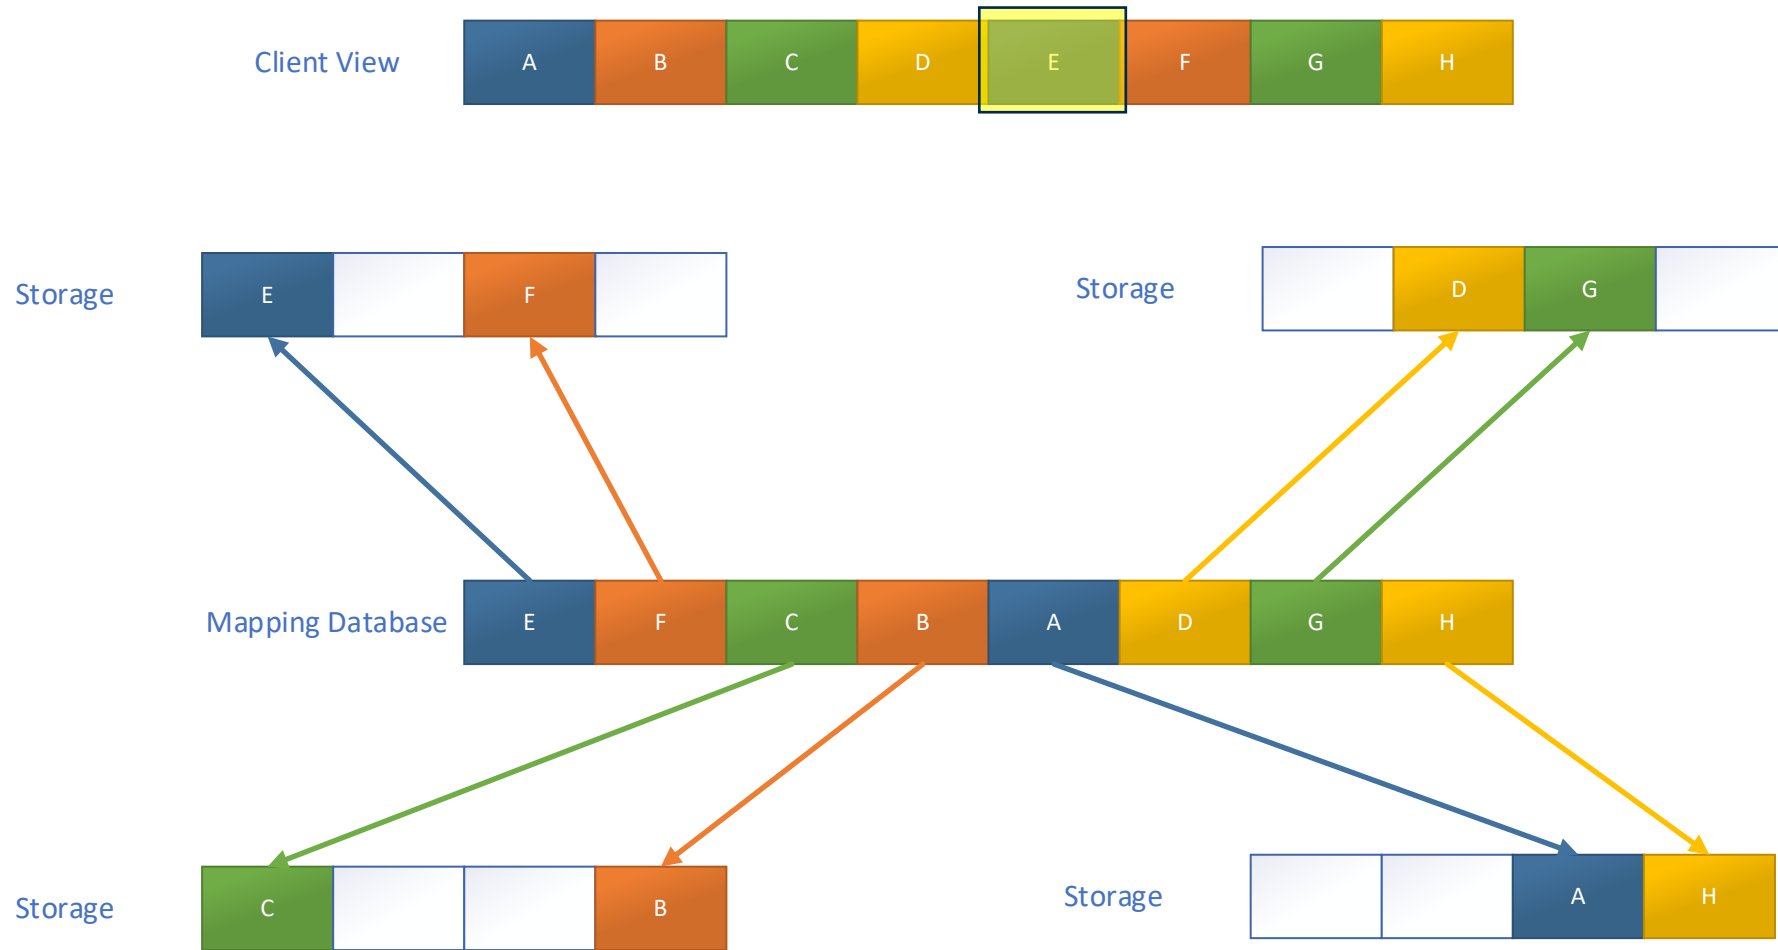 Client View A B C D E F G H
Storage E F
Storage D G
Mapping Database E F C B A D G H
Storage C B
Storage A H